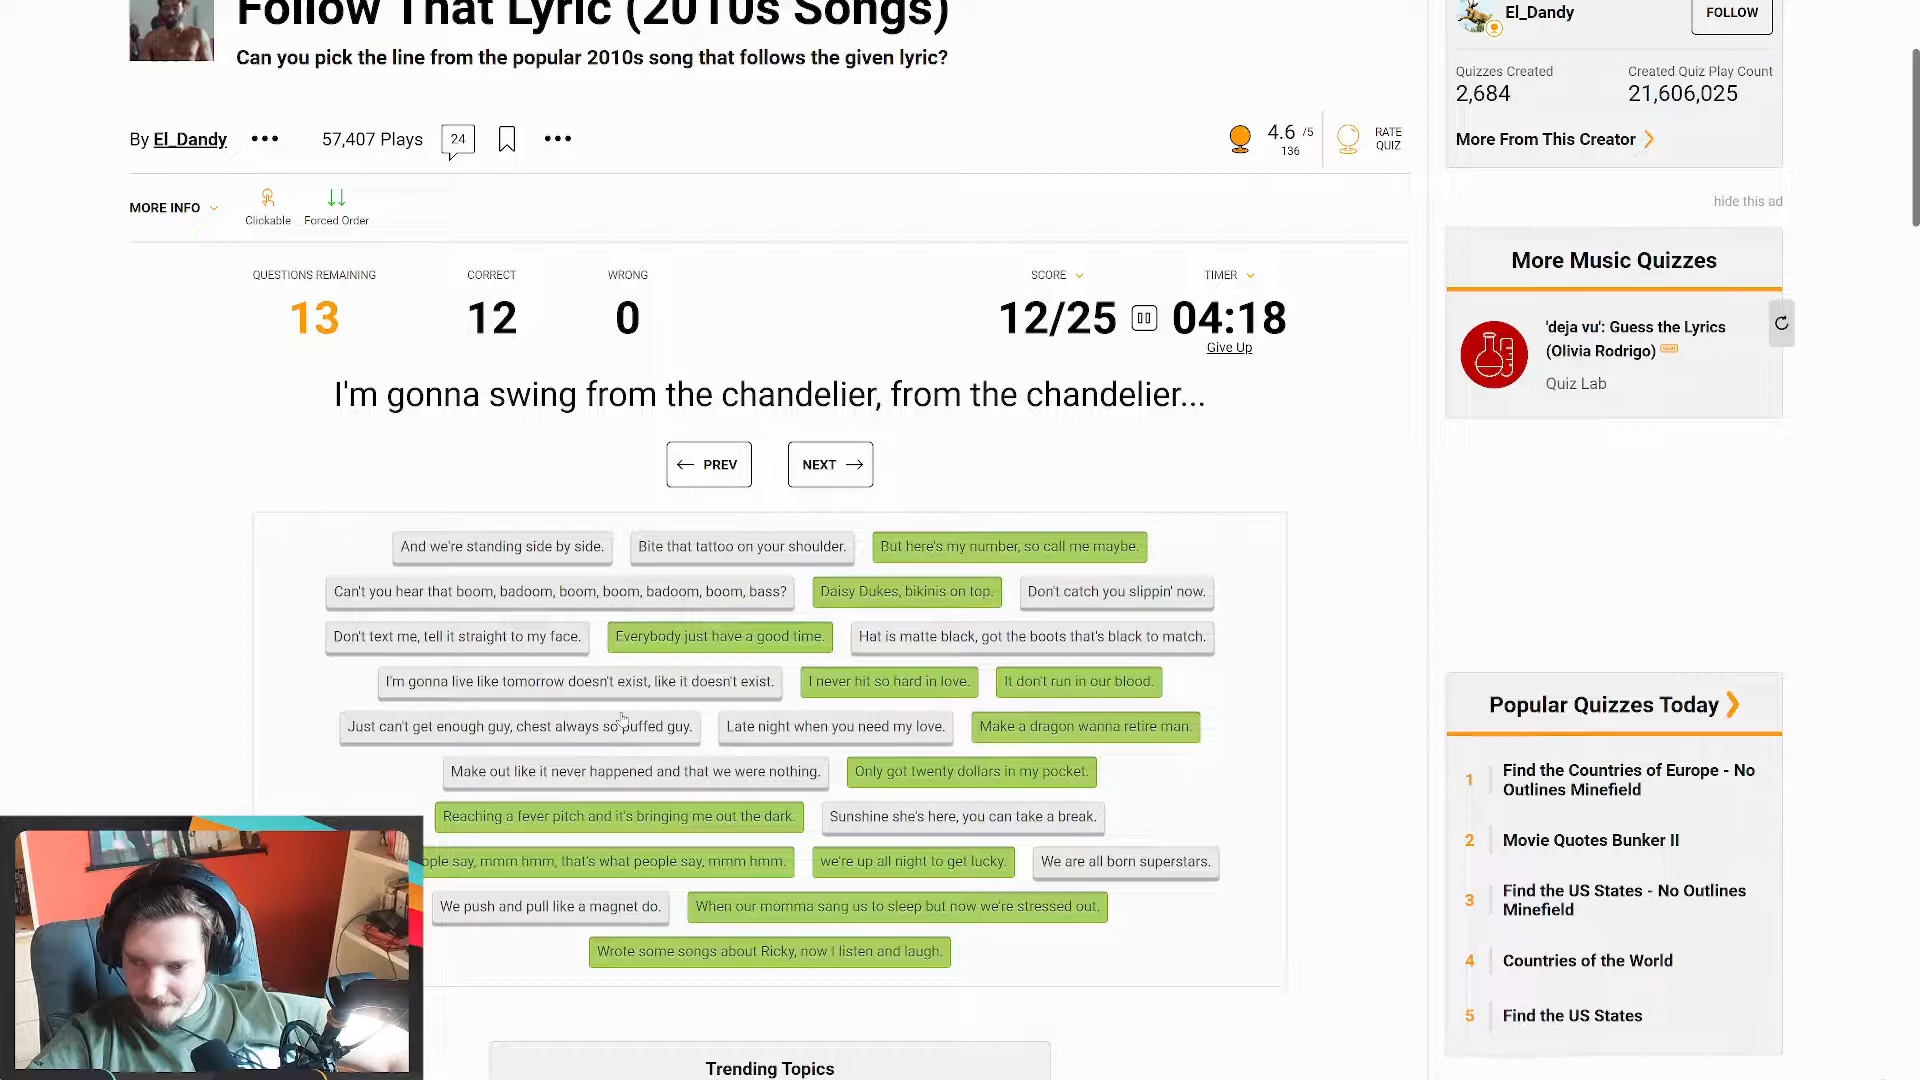 Follow That Lyric (2010s Songs)
Can you pick the line from the popular 2010s song that follows the given lyric?
By El_Dandy
57,407 Plays
24
4.6 /5
136
RATE QUIZ
MORE INFO
Clickable
Forced Order
QUESTIONS REMAINING
13
CORRECT
12
WRONG
0
SCORE
12/25
TIMER
04:18
Give Up
I'm gonna swing from the chandelier, from the chandelier...
PREV
NEXT
And we're standing side by side.
Bite that tattoo on your shoulder.
But here's my number, so call me maybe.
Can't you hear that boom, badoom, boom, boom, badoom, boom, bass?
Daisy Dukes, bikinis on top.
Don't catch you slippin' now.
Don't text me, tell it straight to my face.
Everybody just have a good time.
Hat is matte black, got the boots that's black to match.
I'm gonna live like tomorrow doesn't exist, like it doesn't exist.
I never hit so hard in love.
It don't run in our blood.
Just can't get enough guy, chest always so puffed guy.
Late night when you need my love.
Make a dragon wanna retire man.
Make out like it never happened and that we were nothing.
Only got twenty dollars in my pocket.
Reaching a fever pitch and it's bringing me out the dark.
Sunshine she's here, you can take a break.
ople say, mmm hmm, that's what people say, mmm hmm.
we're up all night to get lucky.
We are all born superstars.
We push and pull like a magnet do.
When our momma sang us to sleep but now we're stressed out.
Wrote some songs about Ricky, now I listen and laugh.
Trending Topics
El_Dandy
FOLLOW
Quizzes Created
2,684
Created Quiz Play Count
21,606,025
More From This Creator
hide this ad
More Music Quizzes
'deja vu': Guess the Lyrics
(Olivia Rodrigo)
Quiz Lab
Popular Quizzes Today
1 Find the Countries of Europe - No
Outlines Minefield
2 Movie Quotes Bunker II
3 Find the US States - No Outlines
Minefield
4 Countries of the World
5 Find the US States